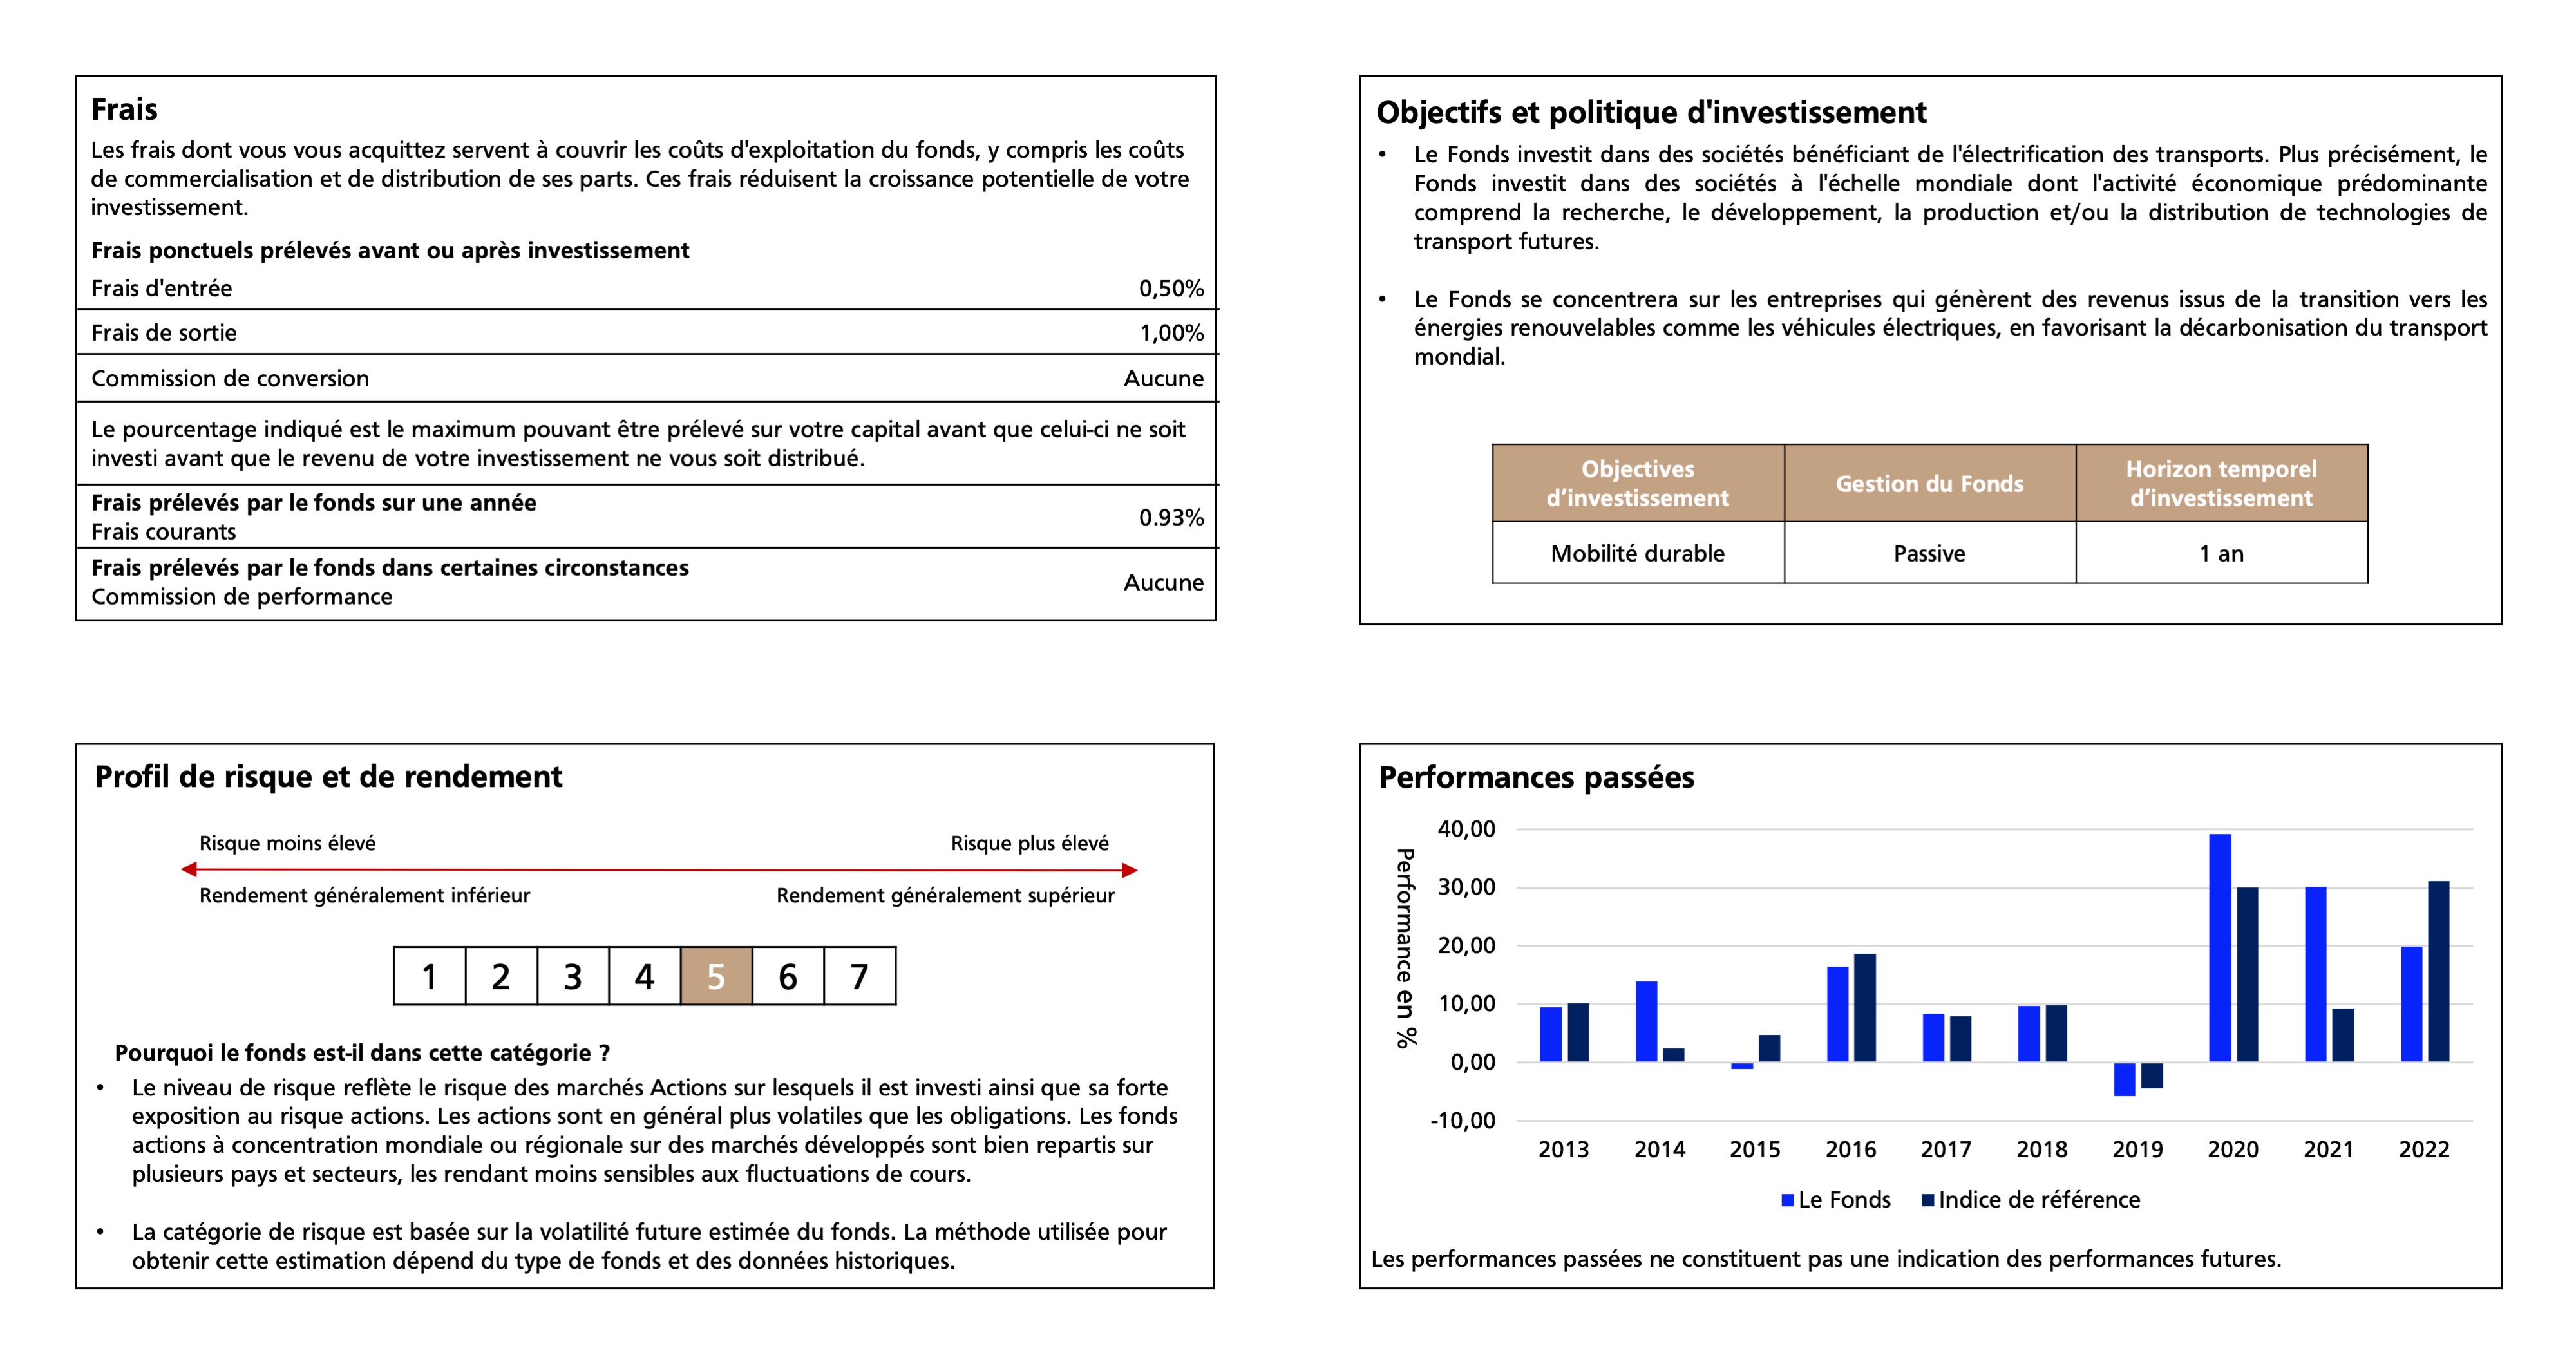 Frais
Les frais dont vous vous acquittez servent à couvrir les coûts d'exploitation du fonds, y compris les coûts
de commercialisation et de distribution de ses parts. Ces frais réduisent la croissance potentielle de votre
investissement.
Frais ponctuels prélevés avant ou après investissement
Frais d'entrée 0,50%
Frais de sortie 1,00%
Commission de conversion Aucune
Le pourcentage indiqué est le maximum pouvant être prélevé sur votre capital avant que celui-ci ne soit
investi avant que le revenu de votre investissement ne vous soit distribué.
Frais prélevés par le fonds sur une année
Frais courants 0.93%
Frais prélevés par le fonds dans certaines circonstances
Commission de performance Aucune
Objectifs et politique d'investissement
• Le Fonds investit dans des sociétés bénéficiant de l'électrification des transports. Plus précisément, le
Fonds investit dans des sociétés à l'échelle mondiale dont l'activité économique prédominante
comprend la recherche, le développement, la production et/ou la distribution de technologies de
transport futures.
• Le Fonds se concentrera sur les entreprises qui génèrent des revenus issus de la transition vers les
énergies renouvelables comme les véhicules électriques, en favorisant la décarbonisation du transport
mondial.
Objectives d’investissement Gestion du Fonds Horizon temporel d’investissement
Mobilité durable Passive 1 an
Profil de risque et de rendement
Risque moins élevé Risque plus élevé
Rendement généralement inférieur Rendement généralement supérieur
1 2 3 4 5 6 7
Pourquoi le fonds est-il dans cette catégorie ?
• Le niveau de risque reflète le risque des marchés Actions sur lesquels il est investi ainsi que sa forte
exposition au risque actions. Les actions sont en général plus volatiles que les obligations. Les fonds
actions à concentration mondiale ou régionale sur des marchés développés sont bien repartis sur
plusieurs pays et secteurs, les rendant moins sensibles aux fluctuations de cours.
• La catégorie de risque est basée sur la volatilité future estimée du fonds. La méthode utilisée pour
obtenir cette estimation dépend du type de fonds et des données historiques.
Performances passées
Performance en %
40,00
30,00
20,00
10,00
0,00
-10,00
2013 2014 2015 2016 2017 2018 2019 2020 2021 2022
Le Fonds Indice de référence
Les performances passées ne constituent pas une indication des performances futures.